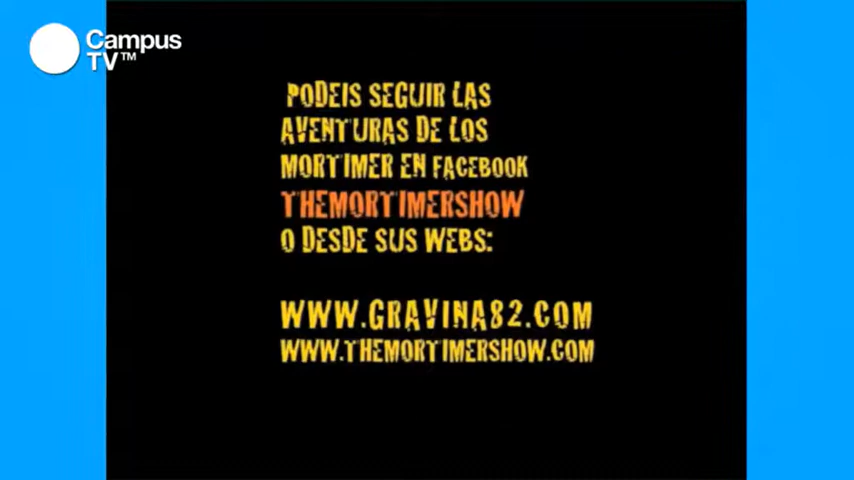 Campus
TV™
PODEIS SEGUIR LAS
AVENTURAS DE LOS
MORTIMER EN FACEBOOK
THEMORTIMERSHOW
O DESDE SUS WEBS:
WWW.GRAVINA82.COM
WWW.THEMORTIMERSHOW.COM